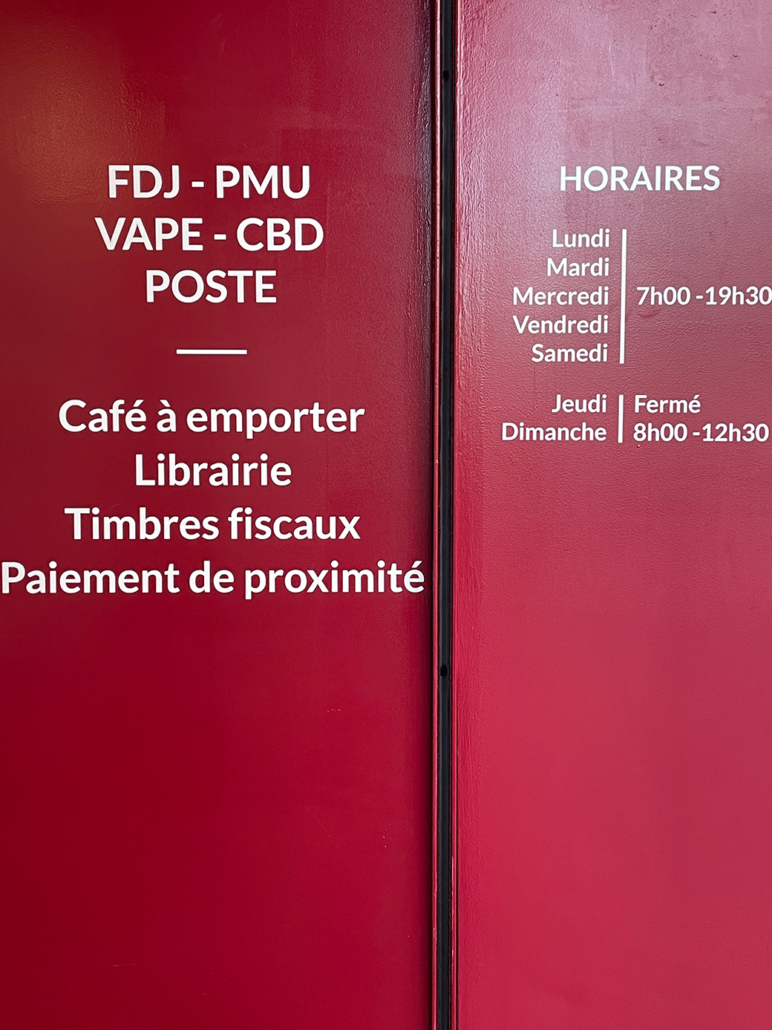 FDJ - PMU
VAPE - CBD
POSTE
Café à emporter
Librairie
Timbres fiscaux
Paiement de proximité
HORAIRES
Lundi
Mardi
Mercredi 7h00 -19h30
Vendredi
Samedi
Jeudi Fermé
Dimanche 8h00 -12h30